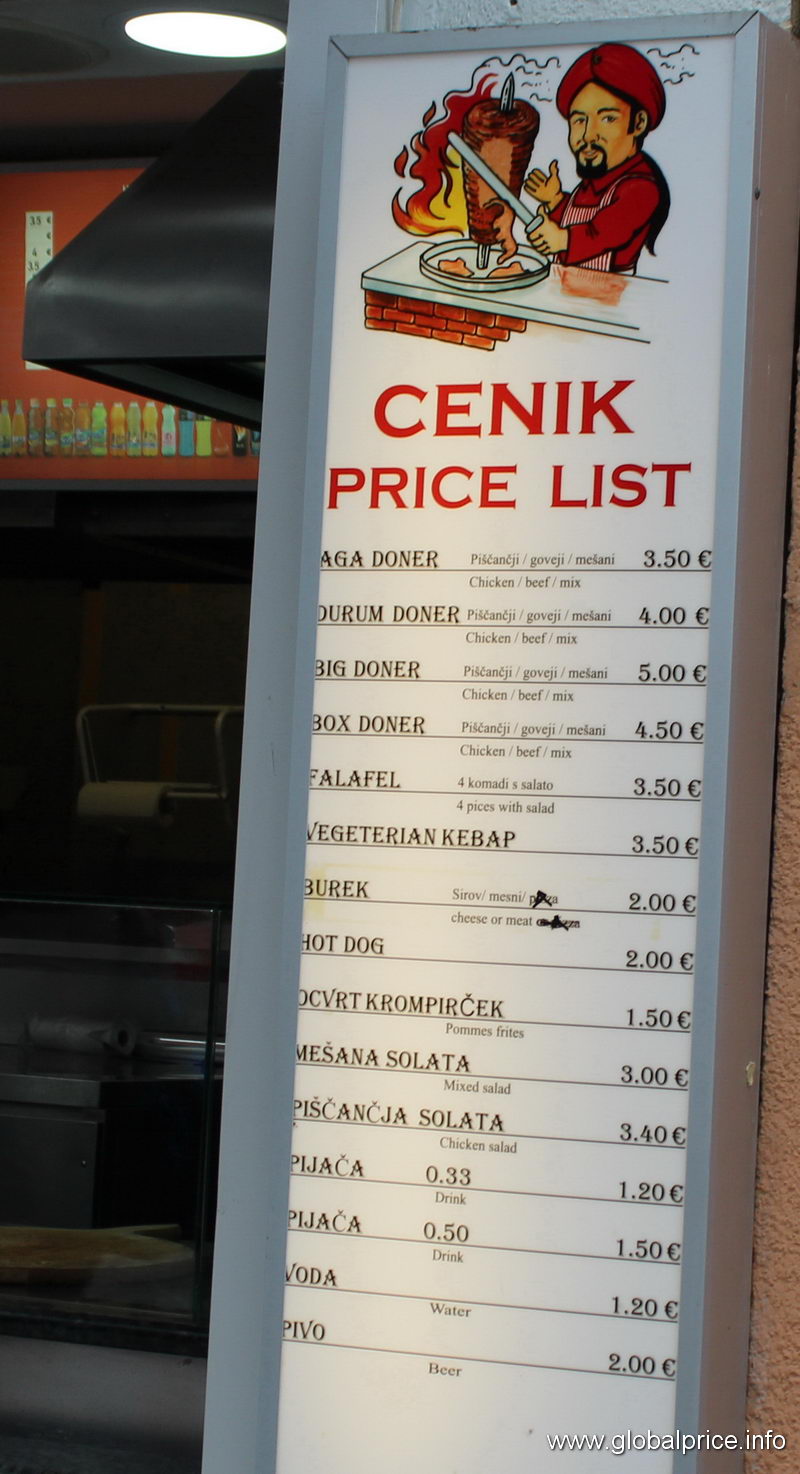 3.5 €
€
4 €
3.5
CENIK
PRICE LIST
AGA DONER Piščančji / goveji / mešani 3.50 €
Chicken / beef / mix
DURUM DONER Piščančji / goveji / mešani 4.00 €
Chicken / beef / mix
BIG DONER Piščančji / goveji / mešani 5.00 €
Chicken / beef / mix
BOX DONER Piščančji / goveji / mešani 4.50 €
Chicken / beef / mix
FALAFEL 4 komadi s salato 3.50 €
4 pices with salad
VEGETERIAN KEBAP 3.50 €
BUREK Sirov/ mesni/ 2.00 €
cheese or meat
HOT DOG 2.00 €
OCVRT KROMPIRČEK 1.50 €
Pommes frites
MEŠANA SOLATA 3.00 €
Mixed salad
PIŠČANČJA SOLATA 3.40 €
Chicken salad
PIJAČA 0.33 1.20 €
Drink
PIJAČA 0.50 1.50 €
Drink
VODA 1.20 €
Water
PIVO 2.00 €
Beer
www.globalprice.info